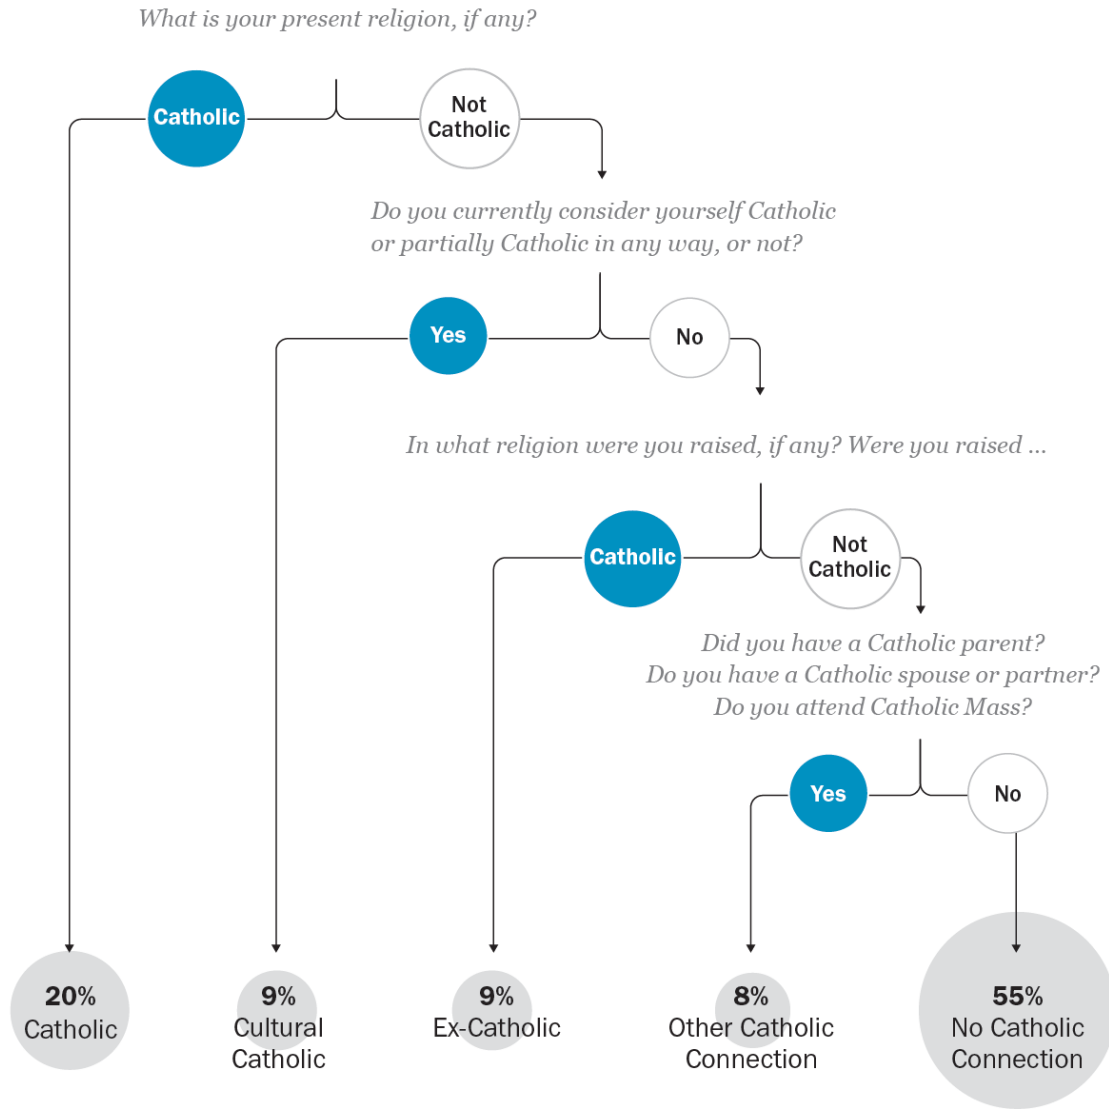 What is your present religion, if any?
Catholic
Not
Catholic
Do you currently consider yourself Catholic
or partially Catholic in any way, or not?
Yes
No
In what religion were you raised, if any? Were you raised ...
Catholic
Not
Catholic
Did you have a Catholic parent?
Do you have a Catholic spouse or partner?
Do you attend Catholic Mass?
Yes
No
20%
Catholic
9%
Cultural
Catholic
9%
Ex-Catholic
8%
Other Catholic
Connection
55%
No Catholic
Connection